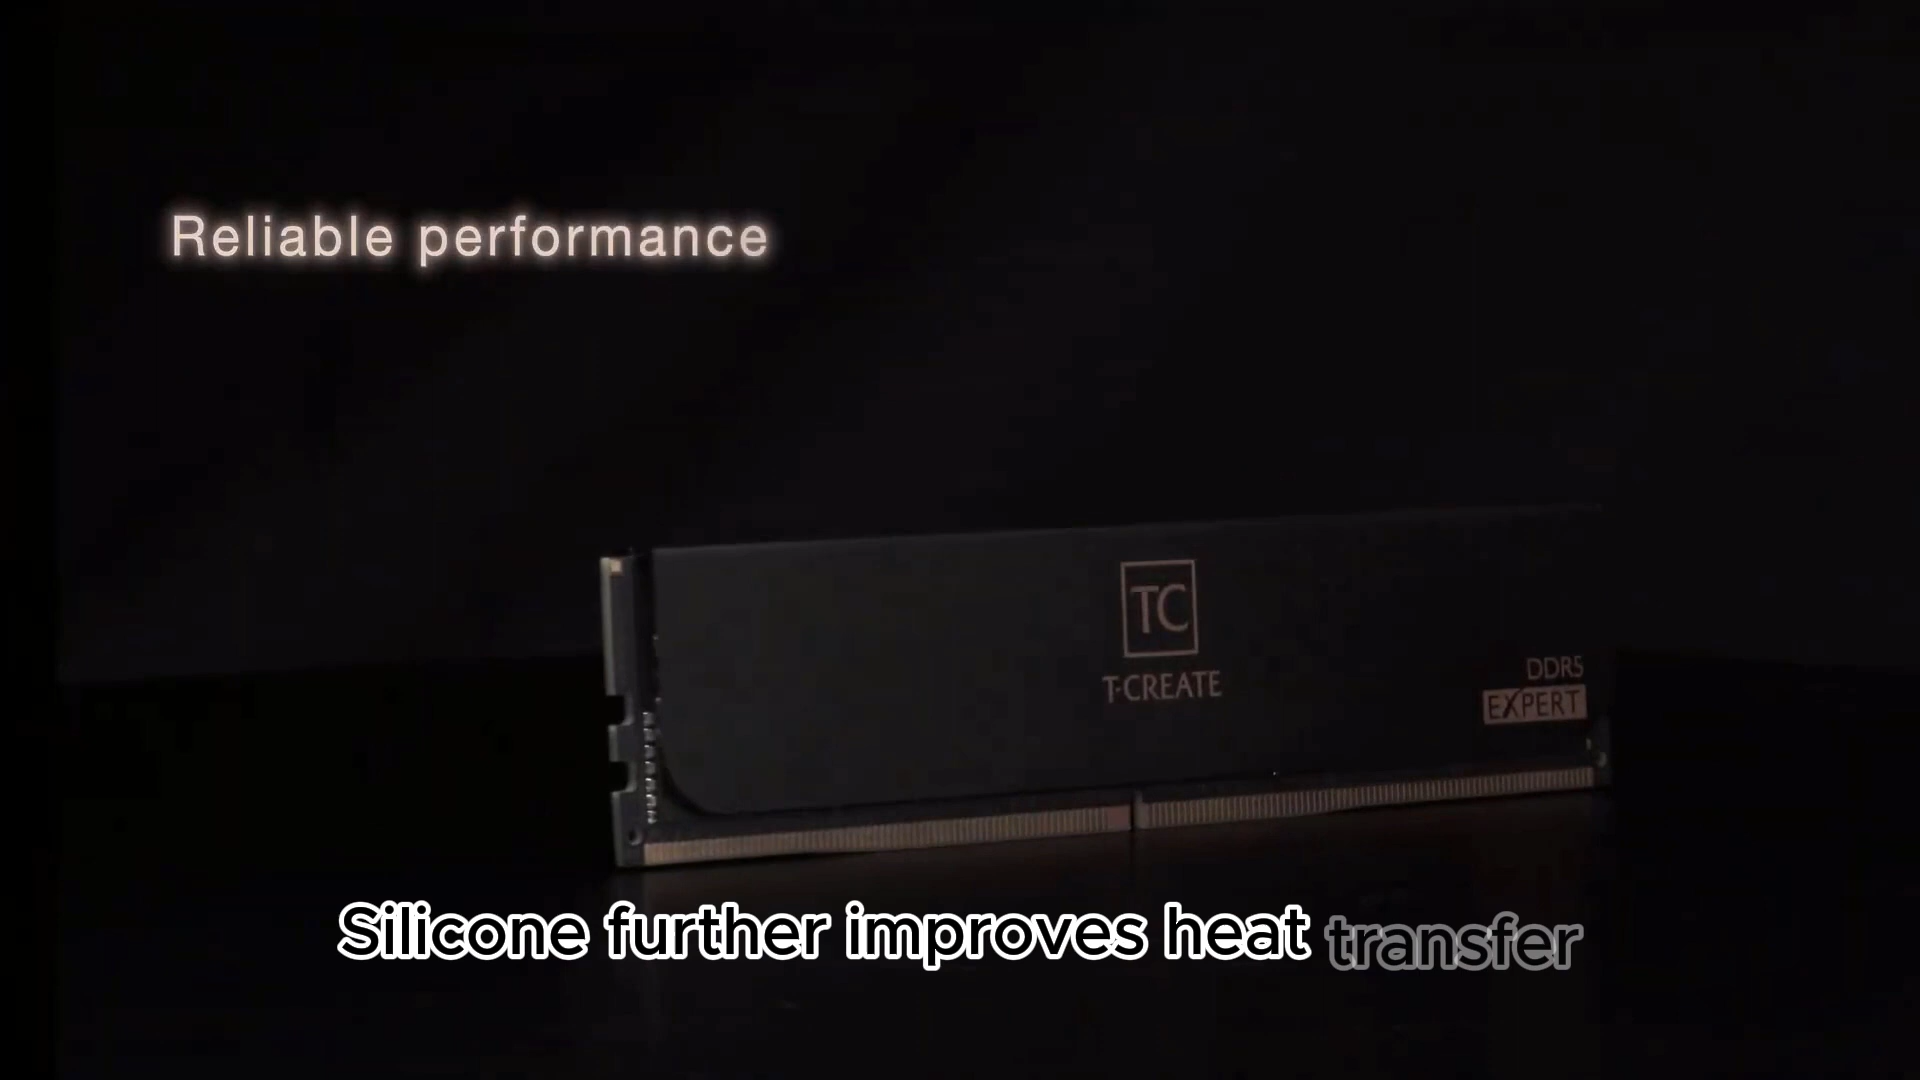 Reliable performance
TC
T-CREATE
DDR5
EXPERT
Silicone further improves heat transfer